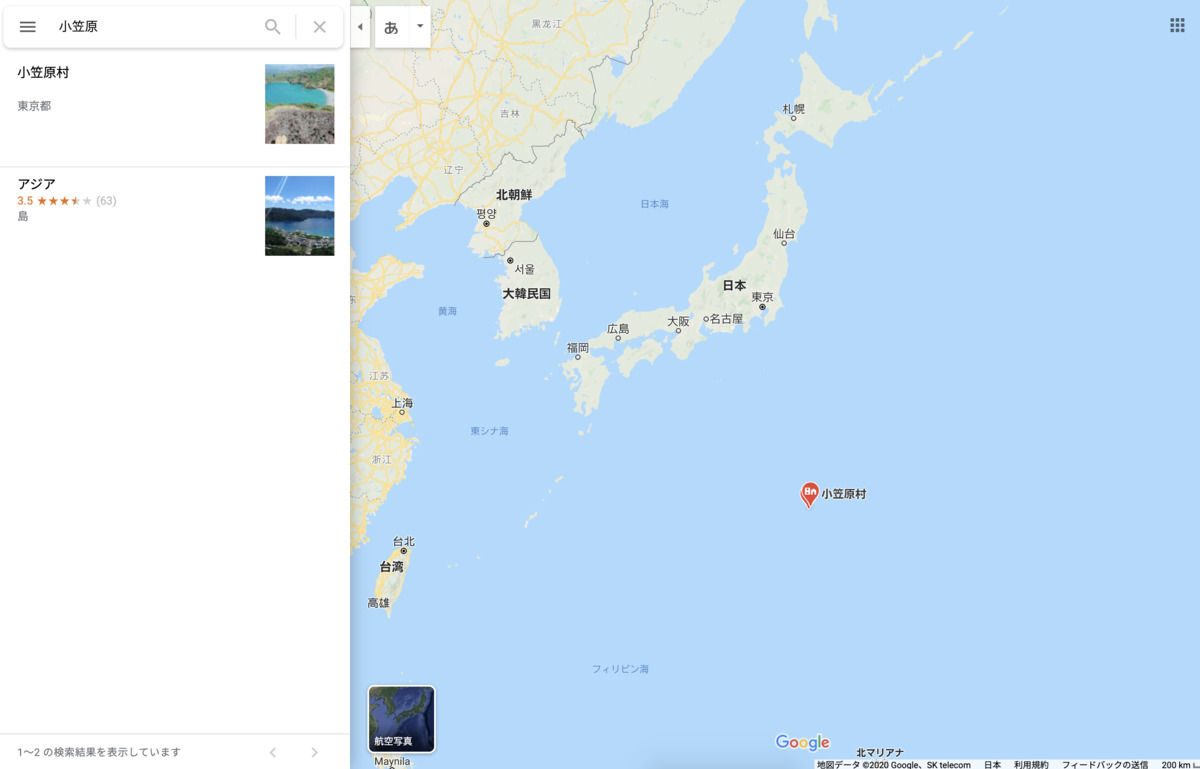 小笠原
小笠原村
東京都
アジア
3.5 (63)
島
1～2 の検索結果を表示しています
あ
黑龙江
吉林
辽宁
北朝鮮
평양
서울
大韓民国
日本海
札幌
仙台
日本
東京
名古屋
大阪
広島
福岡
黄海
江苏
上海
浙江
東シナ海
小笠原村
台北
台湾
高雄
フィリピン海
航空写真
Maynila
Google
北マリアナ
地図データ ©2020 Google、SK telecom 日本 利用規約 フィードバックの送信 200 km